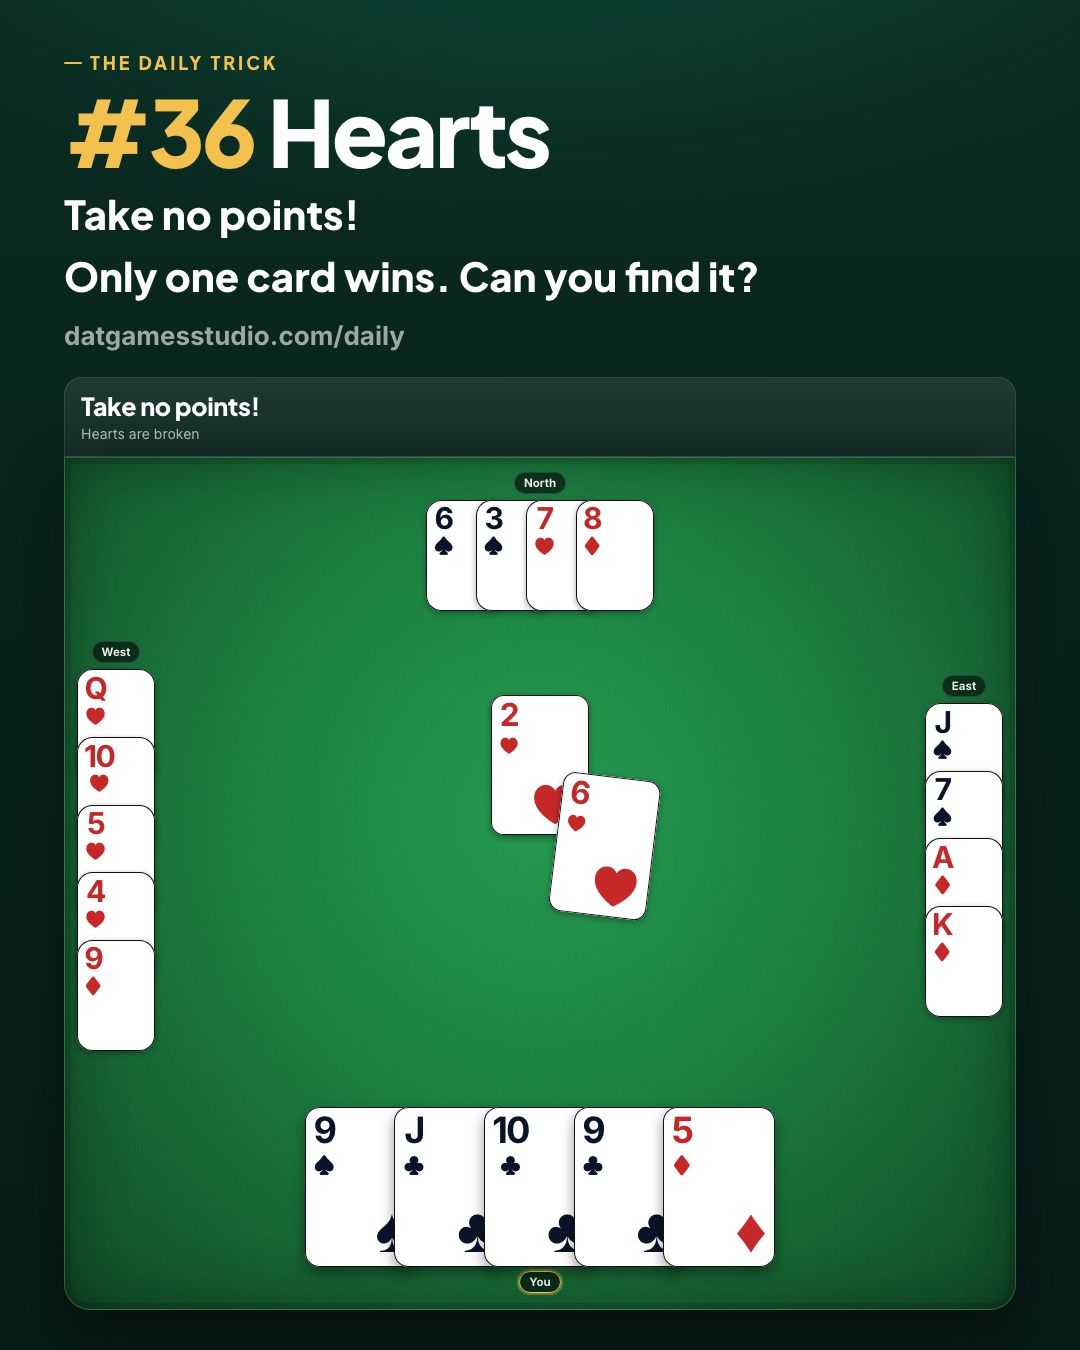 — THE DAILY TRICK
#36 Hearts
Take no points!
Only one card wins. Can you find it?
datgamesstudio.com/daily
Take no points!
Hearts are broken
North
6 3 7 8
West
Q
10
5
4
9
2
6
East
J
7
A
K
9 J 10 9 5
You